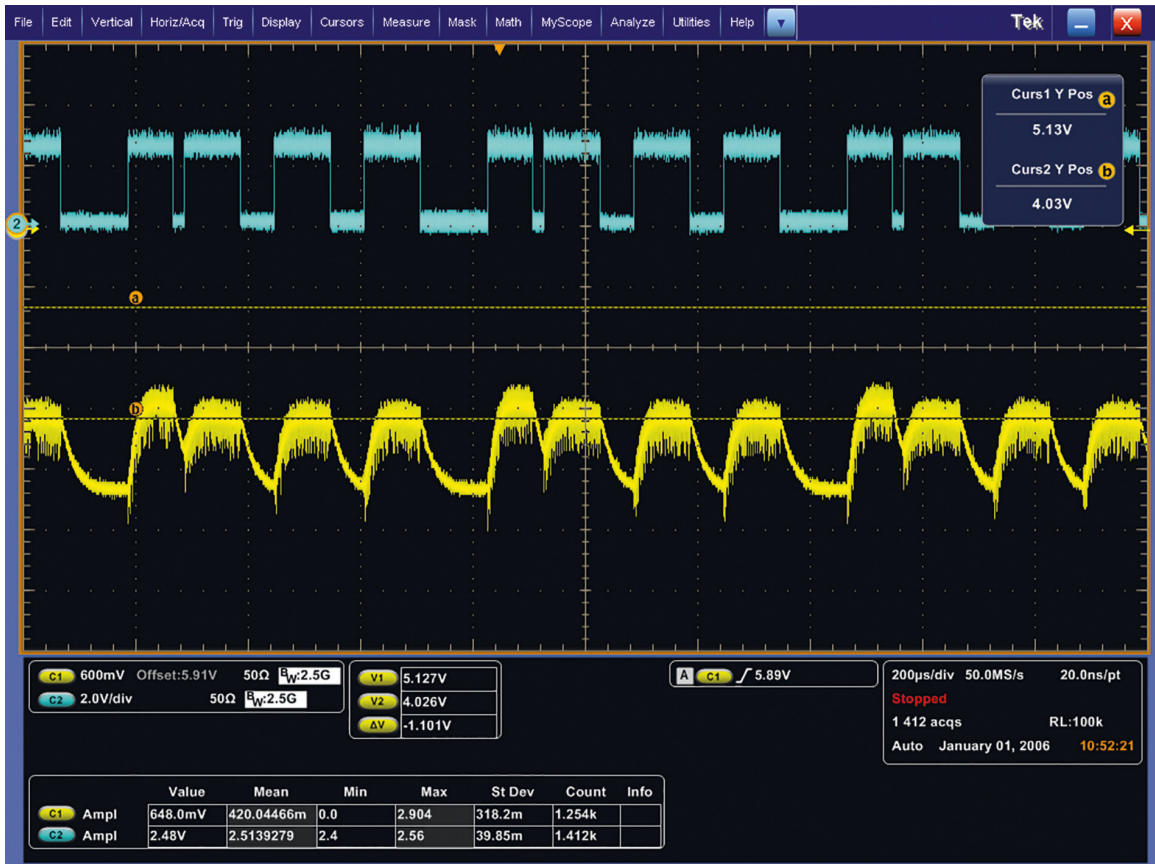 File Edit Vertical Horiz/Acq Trig Display Cursors Measure Mask Math MyScope Analyze Utilities Help Tek X
Curs1 Y Pos a
5.13V
Curs2 Y Pos b
4.03V
2
a
b
C1 600mV Offset:5.91V 50Ω BW:2.5G
C2 2.0V/div 50Ω BW:2.5G
V1 5.127V
V2 4.026V
ΔV -1.101V
A C1 5.89V
200µs/div 50.0MS/s 20.0ns/pt
Stopped
1 412 acqs RL:100k
Auto January 01, 2006 10:52:21
Value Mean Min Max St Dev Count Info
C1 Ampl 648.0mV 420.04466m 0.0 2.904 318.2m 1.254k
C2 Ampl 2.48V 2.5139279 2.4 2.56 39.85m 1.412k